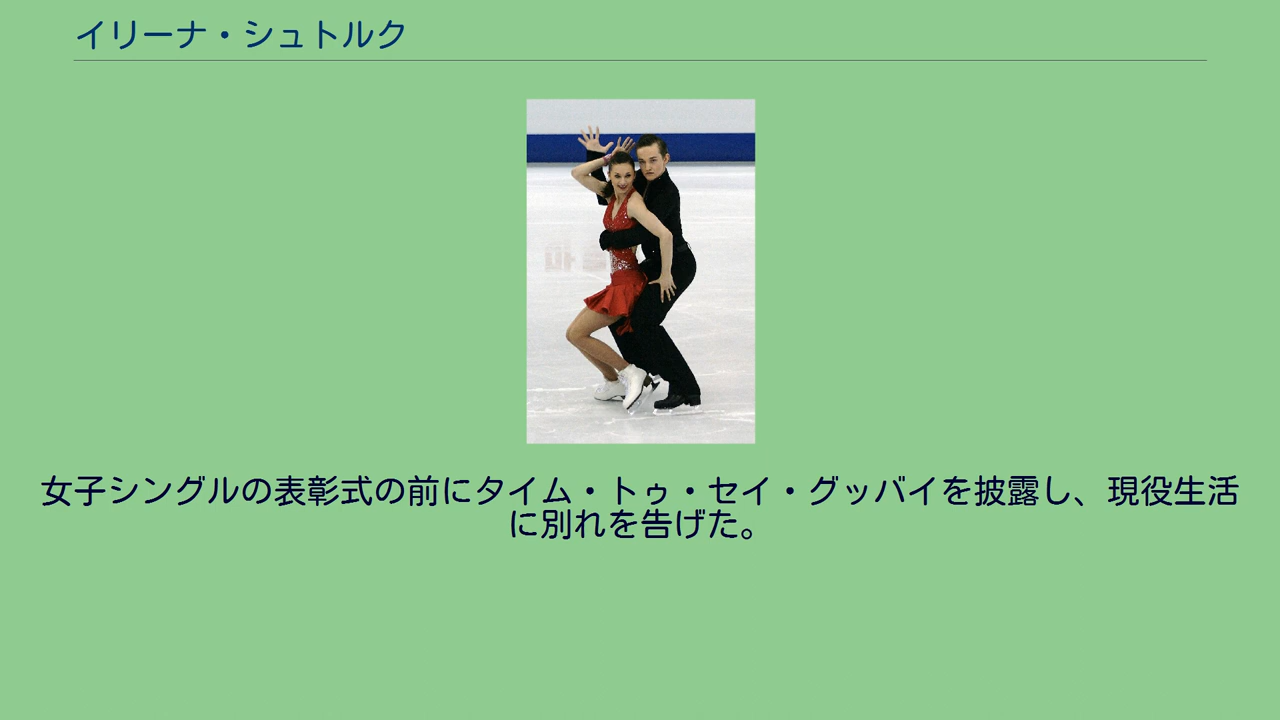 イリーナ・シュトルク
女子シングルの表彰式の前にタイム・トゥ・セイ・グッバイを披露し、現役生活
に別れを告げた。